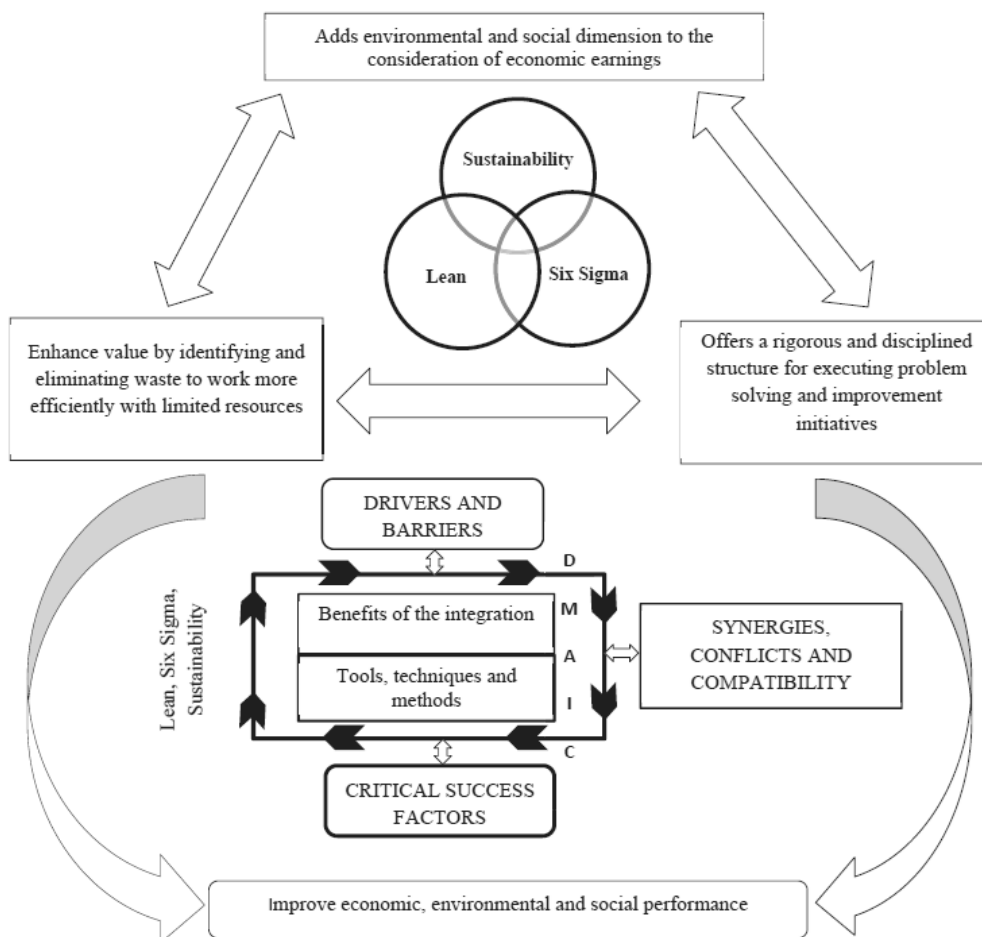 Adds environmental and social dimension to the
consideration of economic earnings
Sustainability
Lean
Six Sigma
Enhance value by identifying and
eliminating waste to work more
efficiently with limited resources
Offers a rigorous and disciplined
structure for executing problem
solving and improvement
initiatives
DRIVERS AND
BARRIERS
D
M
A
I
C
Benefits of the integration
Tools, techniques and
methods
Lean, Six Sigma,
Sustainability
SYNERGIES,
CONFLICTS AND
COMPATIBILITY
CRITICAL SUCCESS
FACTORS
Improve economic, environmental and social performance